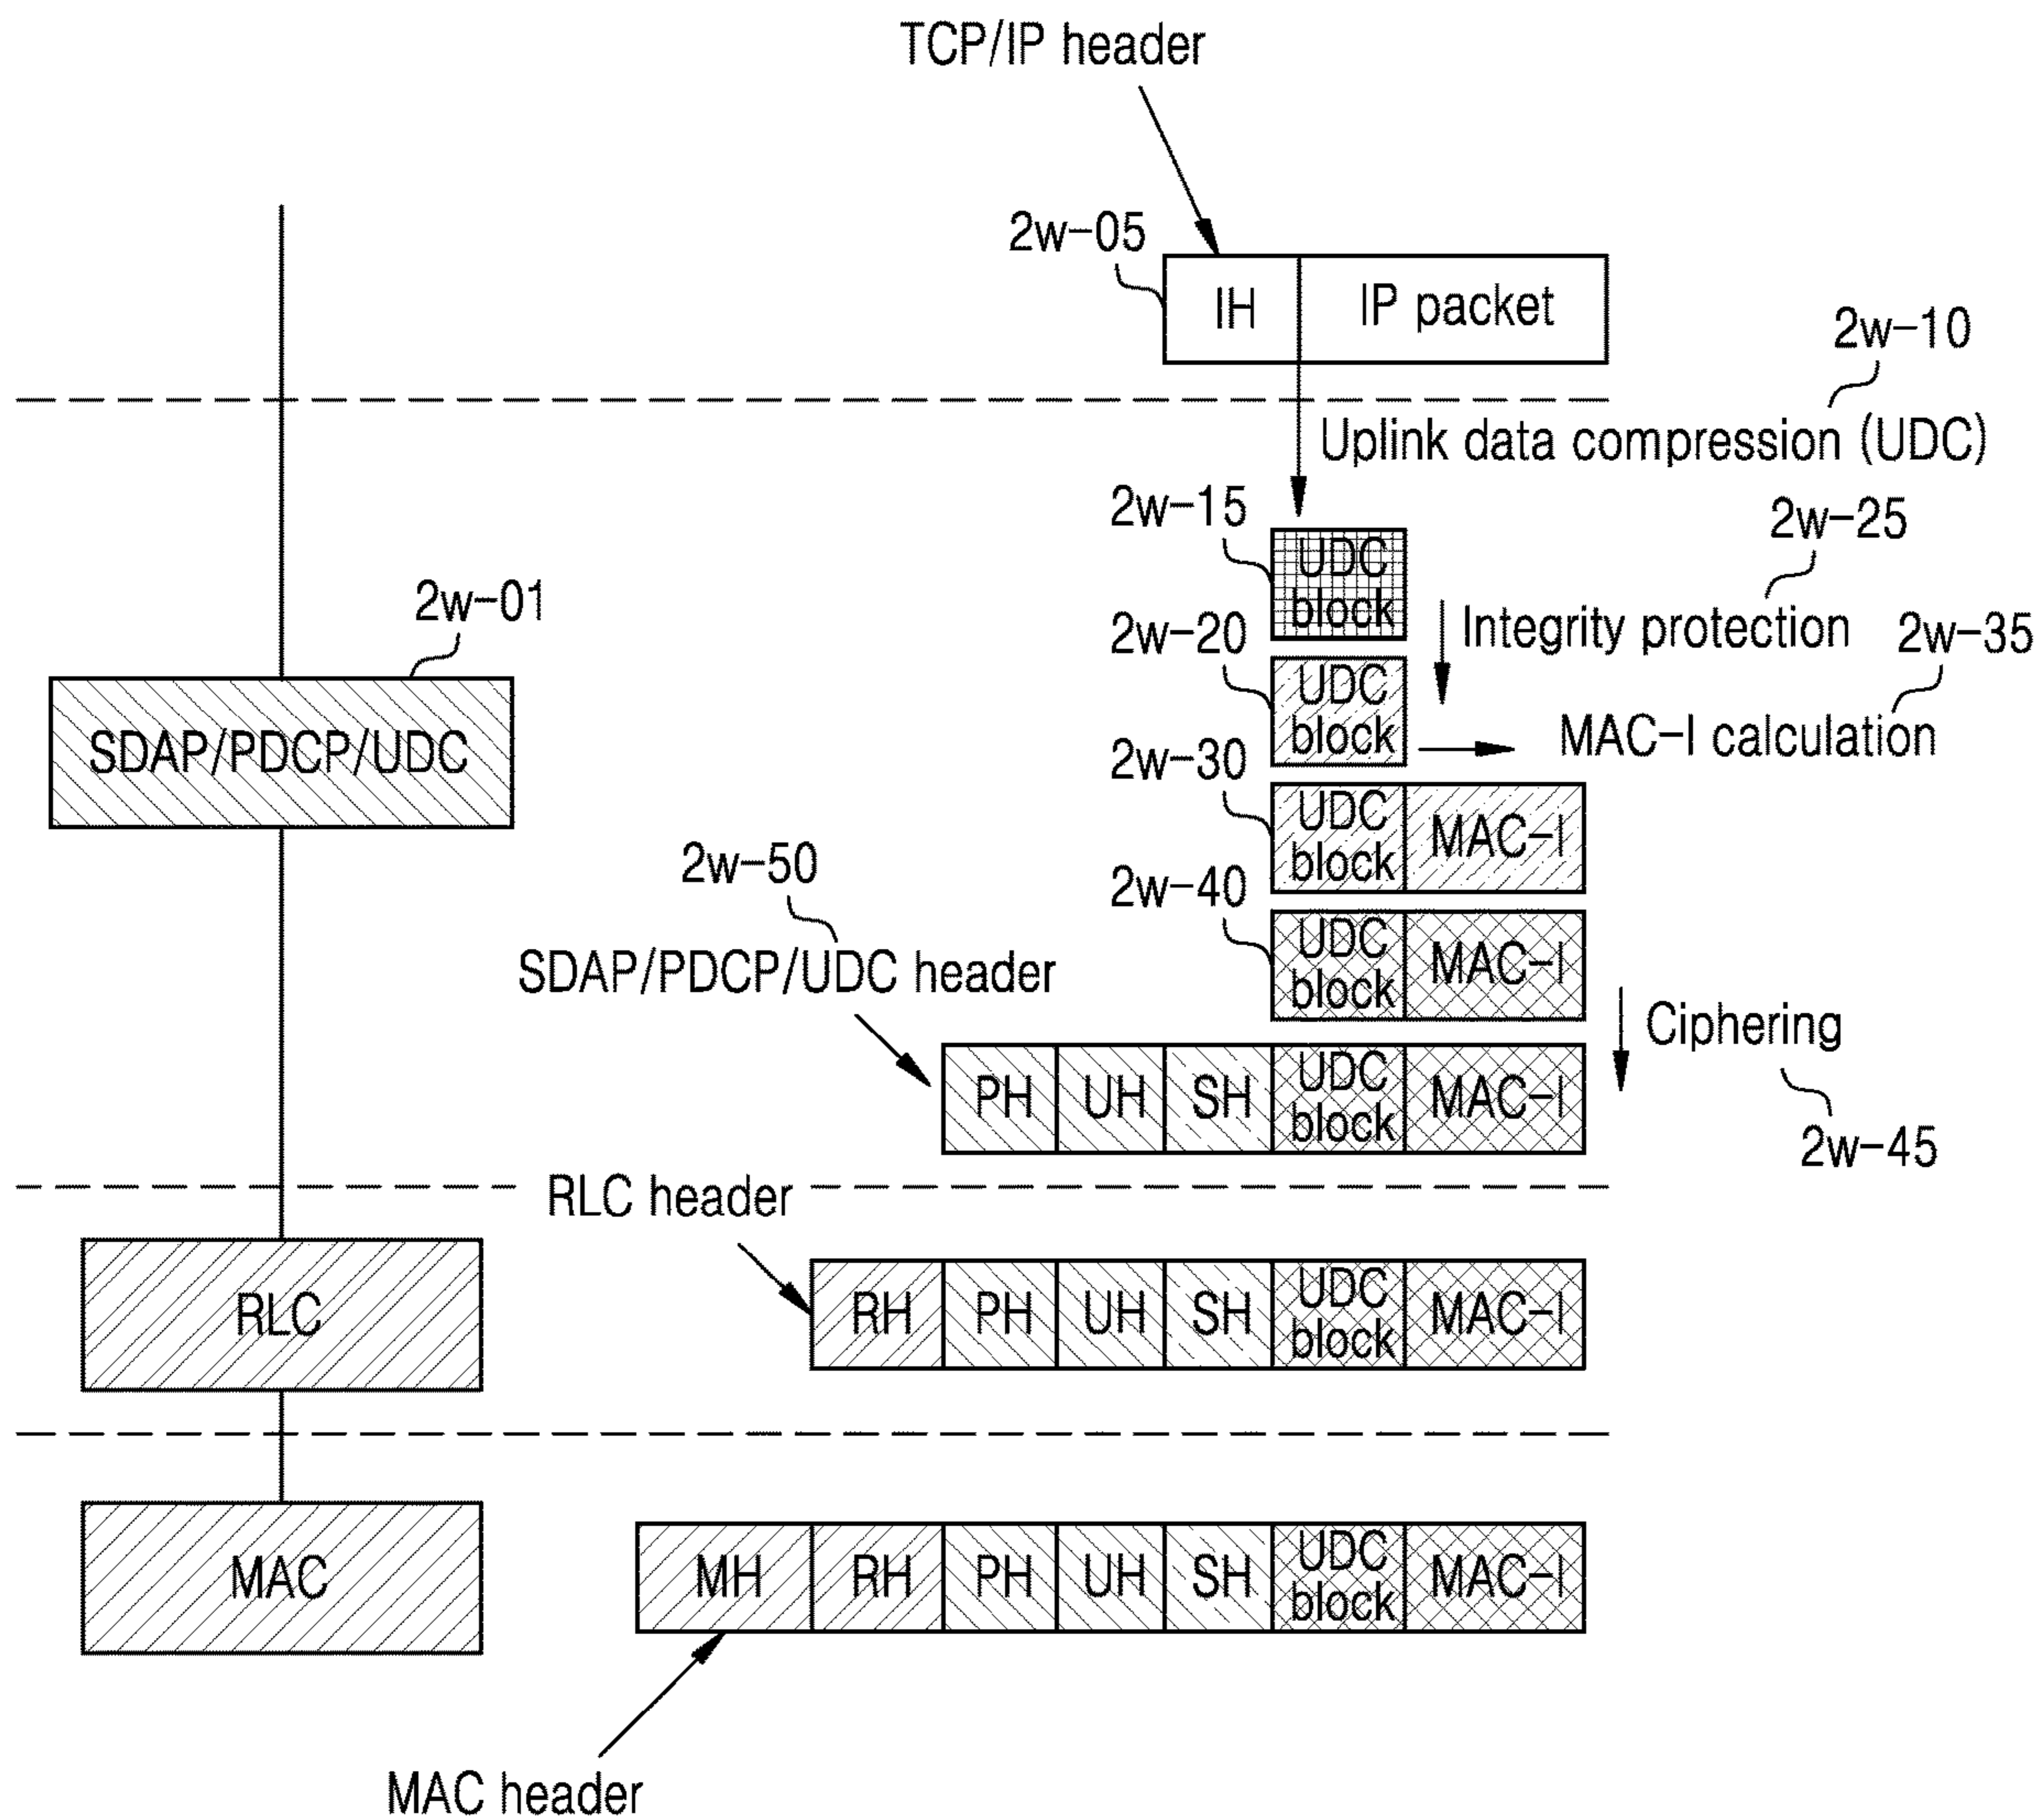 TCP/IP header
2w-05
IH
IP packet
2w-10
Uplink data compression (UDC)
2w-15
UDC
block
2w-25
Integrity protection
2w-01
SDAP/PDCP/UDC
2w-20
UDC
block
2w-35
MAC-I calculation
2w-30
UDC
block
MAC-I
2w-50
SDAP/PDCP/UDC header
2w-40
UDC
block
MAC-I
Ciphering
2w-45
PH
UH
SH
UDC
block
MAC-I
RLC header
RLC
RH
PH
UH
SH
UDC
block
MAC-I
MAC
MH
RH
PH
UH
SH
UDC
block
MAC-I
MAC header